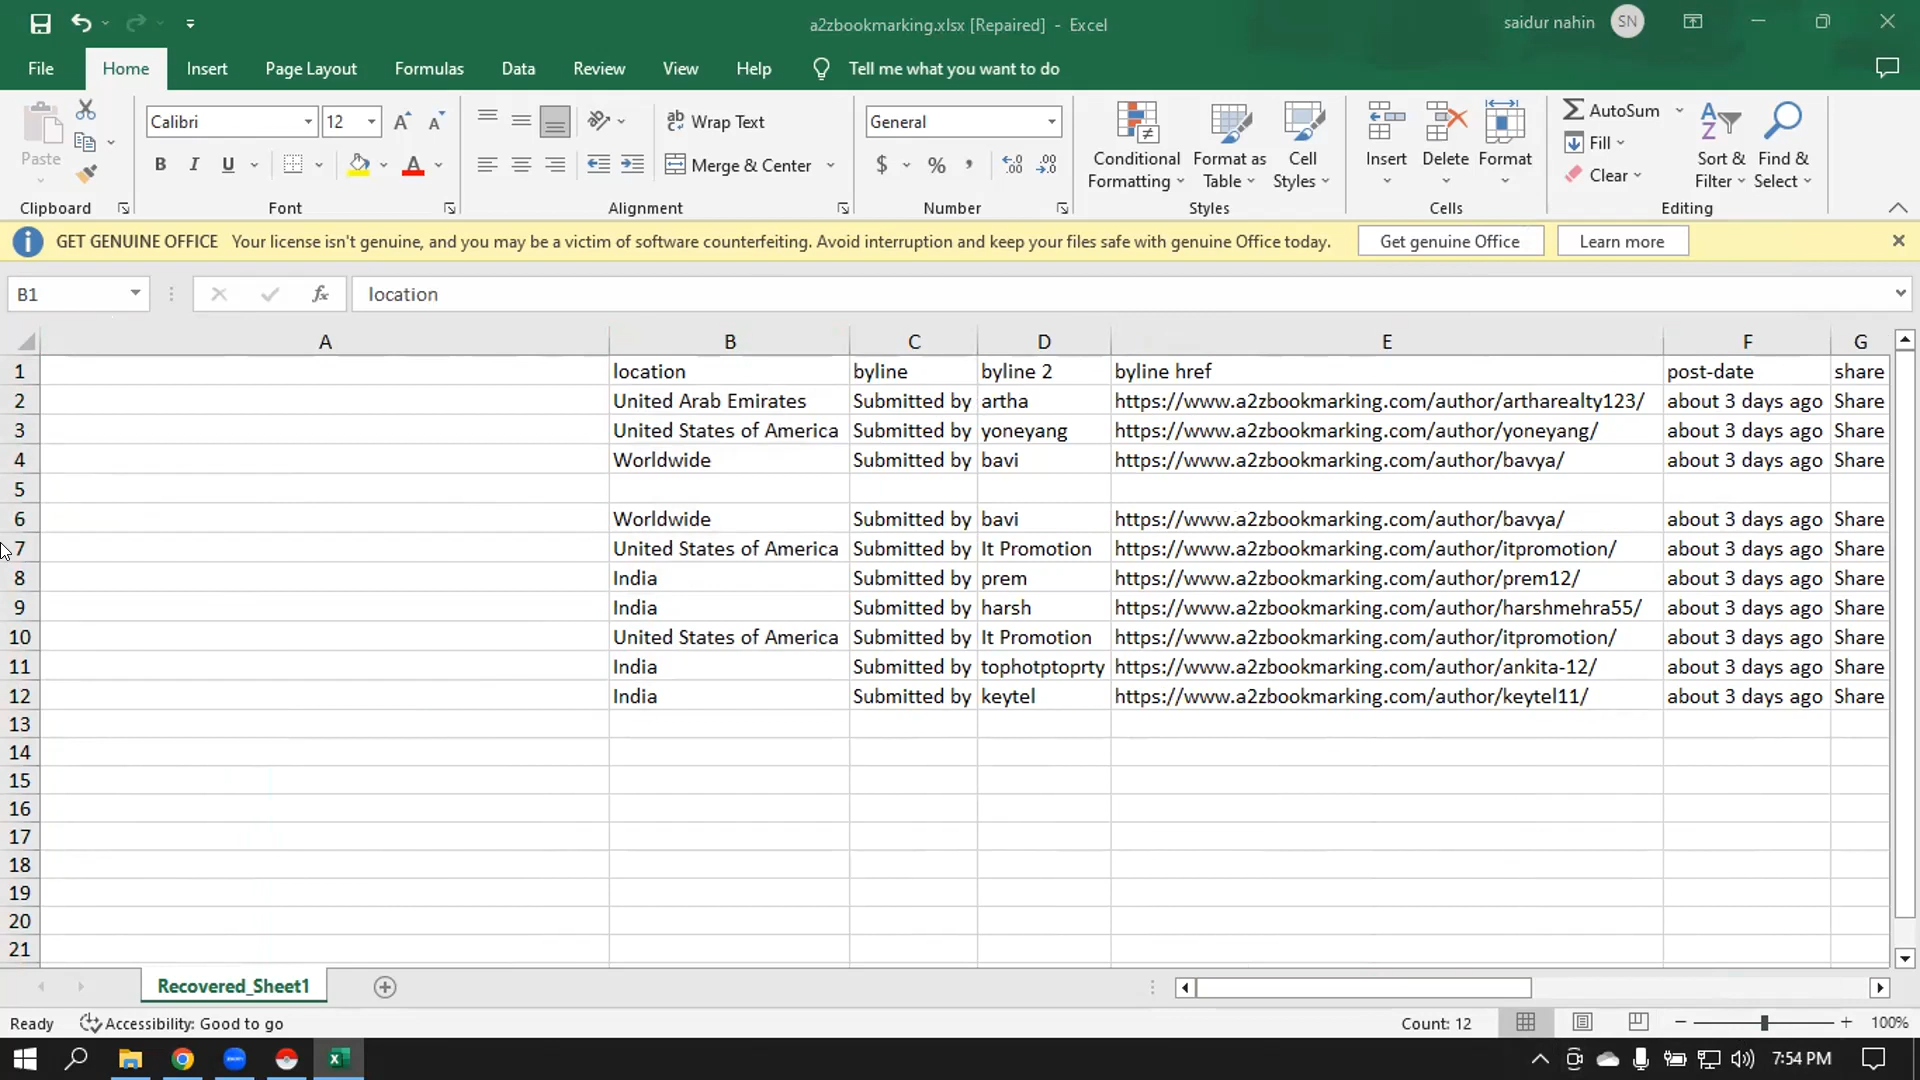 a2zbookmarking.xlsx [Repaired] - Excel
saidur nahin SN
File Home Insert Page Layout Formulas Data Review View Help Tell me what you want to do
Paste
Clipboard
Calibri 12
B I U
Font
Wrap Text
Merge & Center
Alignment
General
$ % ,
Number
Conditional Formatting
Format as Table
Cell Styles
Styles
Insert Delete Format
Cells
AutoSum
Fill
Clear
Sort & Filter
Find & Select
Editing
GET GENUINE OFFICE Your license isn't genuine, and you may be a victim of software counterfeiting. Avoid interruption and keep your files safe with genuine Office today. Get genuine Office Learn more
B1 fx location
A B C D E F G
1 location byline byline 2 byline href post-date share
2 United Arab Emirates Submitted by artha https://www.a2zbookmarking.com/author/artharealty123/ about 3 days ago Share
3 United States of America Submitted by yoneyang https://www.a2zbookmarking.com/author/yoneyang/ about 3 days ago Share
4 Worldwide Submitted by bavi https://www.a2zbookmarking.com/author/bavya/ about 3 days ago Share
5
6 Worldwide Submitted by bavi https://www.a2zbookmarking.com/author/bavya/ about 3 days ago Share
7 United States of America Submitted by It Promotion https://www.a2zbookmarking.com/author/itpromotion/ about 3 days ago Share
8 India Submitted by prem https://www.a2zbookmarking.com/author/prem12/ about 3 days ago Share
9 India Submitted by harsh https://www.a2zbookmarking.com/author/harshmehra55/ about 3 days ago Share
10 United States of America Submitted by It Promotion https://www.a2zbookmarking.com/author/itpromotion/ about 3 days ago Share
11 India Submitted by tophotptoprty https://www.a2zbookmarking.com/author/ankita-12/ about 3 days ago Share
12 India Submitted by keytel https://www.a2zbookmarking.com/author/keytel11/ about 3 days ago Share
13
14
15
16
17
18
19
20
21
Recovered_Sheet1
Ready Accessibility: Good to go Count: 12 100%
7:54 PM